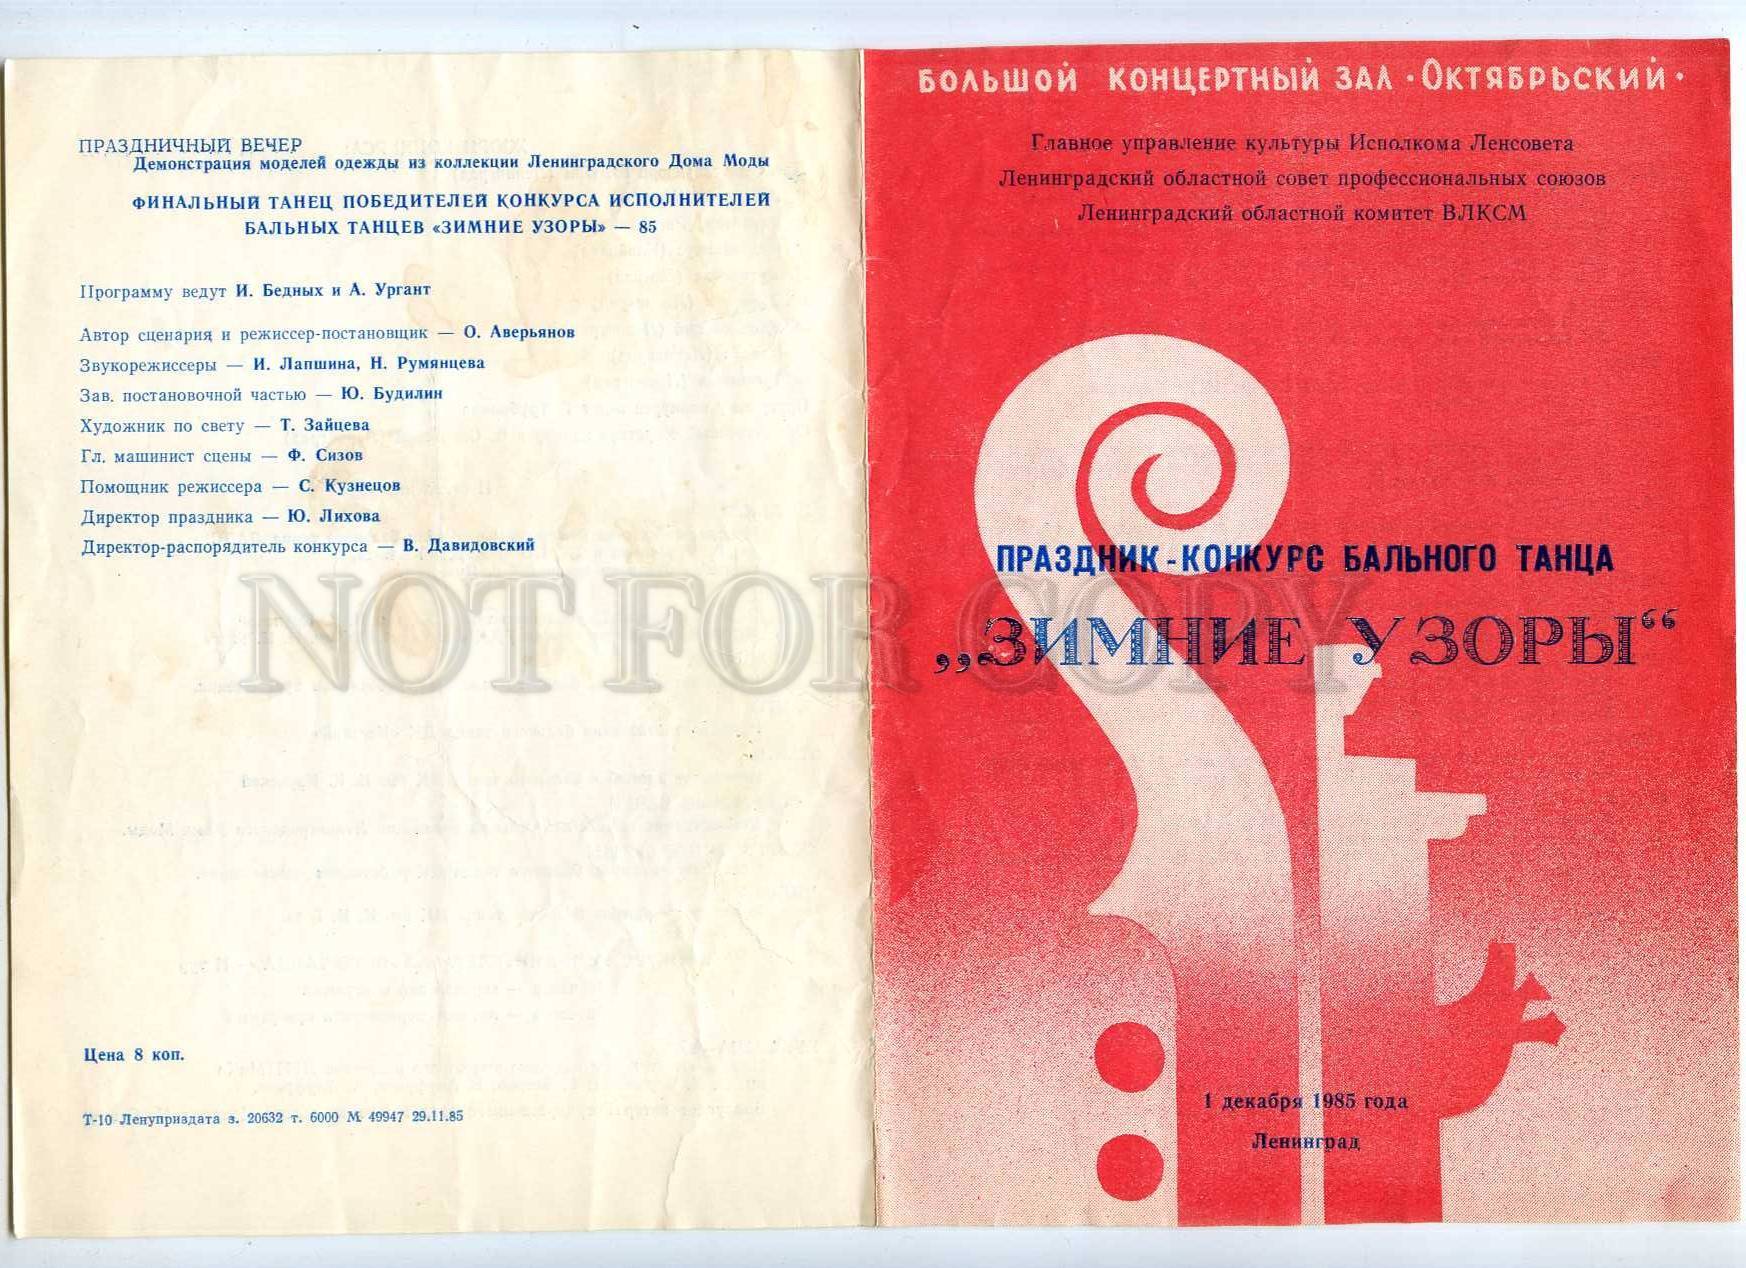 ПРАЗДНИЧНЫЙ ВЕЧЕР
Демонстрация моделей одежды из коллекции Ленинградского Дома Моды
ФИНАЛЬНЫЙ ТАНЕЦ ПОБЕДИТЕЛЕЙ КОНКУРСА ИСПОЛНИТЕЛЕЙ
БАЛЬНЫХ ТАНЦЕВ «ЗИМНИЕ УЗОРЫ» — 85
Программу ведут И. Бедных и А. Ургант
Автор сценария и режиссер-постановщик — О. Аверьянов
Звукорежиссеры — И. Лапшина, Н. Румянцева
Зав. постановочной частью — Ю. Будилин
Художник по свету — Т. Зайцева
Гл. машинист сцены — Ф. Сизов
Помощник режиссера — С. Кузнецов
Директор праздника — Ю. Лихова
Директор-распорядитель конкурса — В. Давидовский
Цена 8 коп.
Т-10 Ленуприздата з. 20632 т. 6000 М 49947 29.11.85
БОЛЬШОЙ КОНЦЕРТНЫЙ ЗАЛ • ОКТЯБРЬСКИЙ •
Главное управление культуры Исполкома Ленсовета
Ленинградский областной совет профессиональных союзов
Ленинградский областной комитет ВЛКСМ
ПРАЗДНИК-КОНКУРС БАЛЬНОГО ТАНЦА
„ЗИМНИЕ УЗОРЫ“
1 декабря 1985 года
Ленинград
NOT FOR COPY